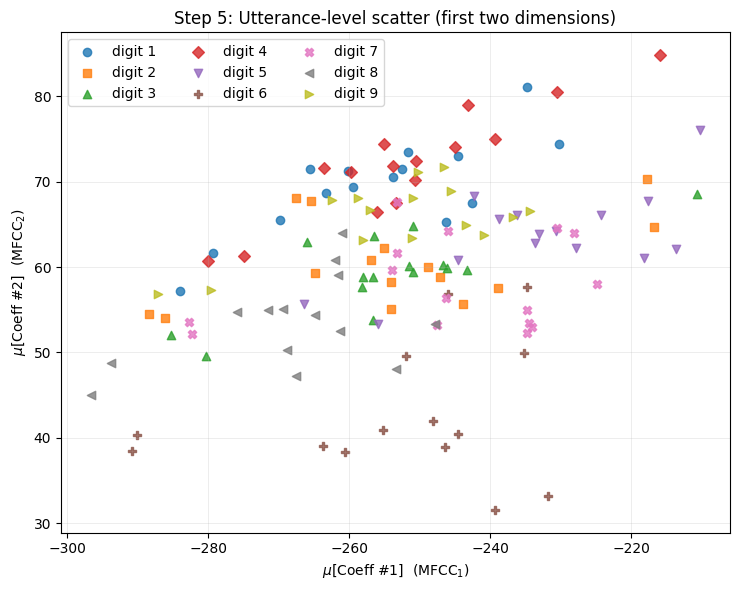 Step 5: Utterance-level scatter (first two dimensions)
digit 1
digit 2
digit 3
digit 4
digit 5
digit 6
digit 7
digit 8
digit 9
μ[Coeff #2]  (MFCC₂)
80
70
60
50
40
30
−300 −280 −260 −240 −220
μ[Coeff #1]  (MFCC₁)